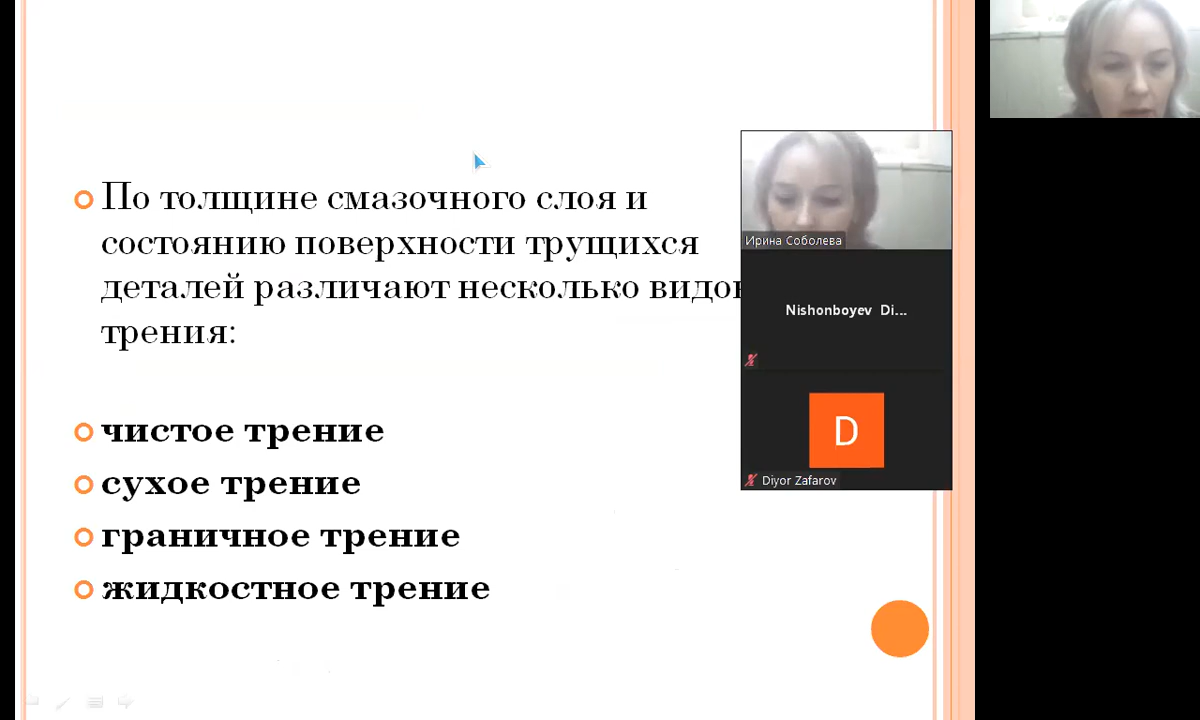 По толщине смазочного слоя и
состоянию поверхности трущихся
деталей различают несколько
трения:
чистое трение
сухое трение
граничное трение
жидкостное трение
Ирина Соболева
Nishonboyev Di...
D
Diyor Zafarov